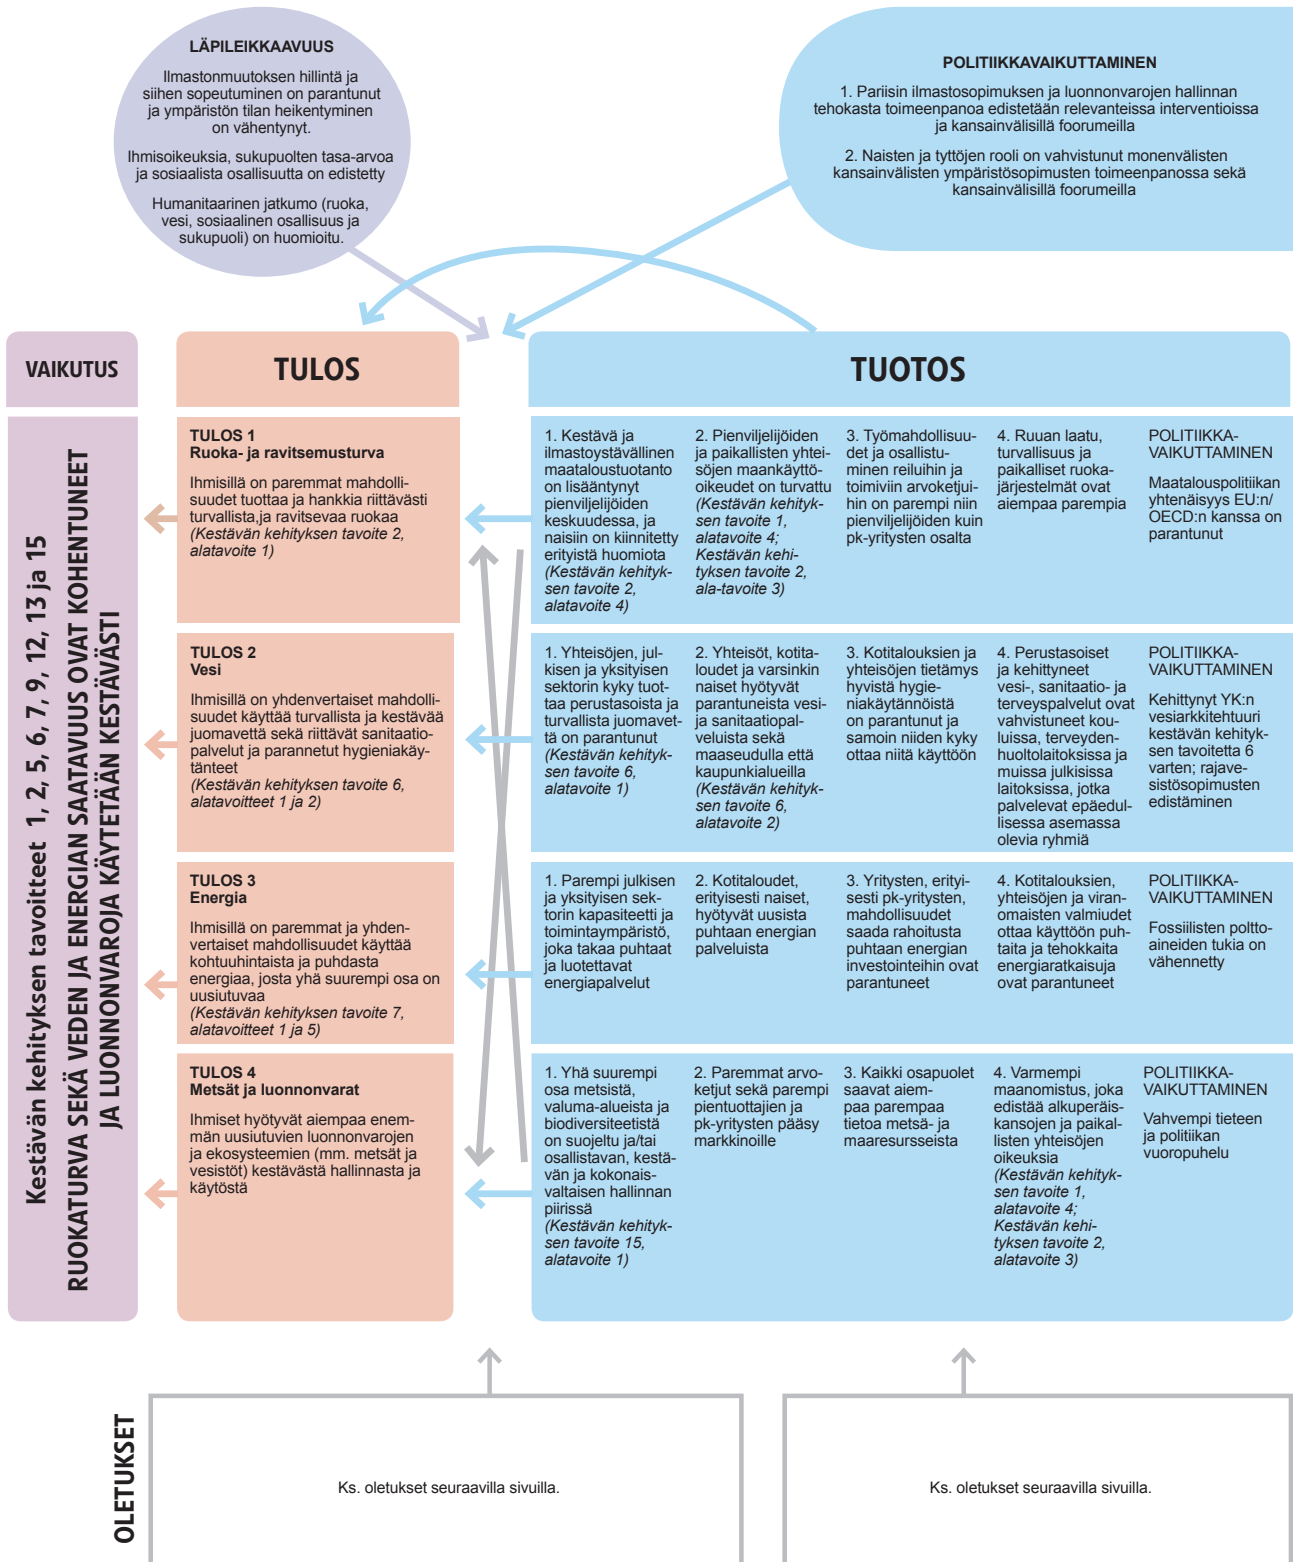 LÄPILEIKKAAVUUS
Ilmastonmuutoksen hillintä ja
siihen sopeutuminen on parantunut
ja ympäristön tilan heikentyminen
on vähentynyt.
Ihmisoikeuksia, sukupuolten tasa-arvoa
ja sosiaalista osallisuutta on edistetty
Humanitaarinen jatkumo (ruoka,
vesi, sosiaalinen osallisuus ja
sukupuoli) on huomioitu.
POLITIIKKAVAIKUTTAMINEN
1. Pariisin ilmastosopimuksen ja luonnonvarojen hallinnan
tehokasta toimeenpanoa edistetään relevanteissa interventioissa
ja kansainvälisillä foorumeilla
2. Naisten ja tyttöjen rooli on vahvistunut monenvälisten
kansainvälisten ympäristösopimusten toimeenpanossa sekä
kansainvälisillä foorumeilla
VAIKUTUS
TULOS
TUOTOS
Kestävän kehityksen tavoitteet 1, 2, 5, 6, 7, 9, 12, 13 ja 15
RUOKATURVA SEKÄ VEDEN JA ENERGIAN SAATAVUUS OVAT KOHENTUNEET
JA LUONNONVAROJA KÄYTETÄÄN KESTÄVÄSTI
TULOS 1
Ruoka- ja ravitsemusturva
Ihmisillä on paremmat mahdolli-
suudet tuottaa ja hankkia riittävästi
turvallista,ja ravitsevaa ruokaa
(Kestävän kehityksen tavoite 2,
alatavoite 1)
1. Kestävä ja
ilmastoystävällinen
maataloustuotanto
on lisääntynyt
pienviljelijöiden
keskuudessa, ja
naisiin on kiinnitetty
erityistä huomiota
(Kestävän kehityk-
sen tavoite 2,
alatavoite 4)
2. Pienviljelijöiden
ja paikallisten yhtei-
söjen maankäyttö-
oikeudet on turvattu
(Kestävän kehityk-
sen tavoite 1,
alatavoite 4;
Kestävän kehi-
tyksen tavoite 2,
ala-tavoite 3)
3. Työmahdollisuu-
det ja osallistu-
minen reiluihin ja
toimiviin arvoketjui-
hin on parempi niin
pienviljelijöiden kuin
pk-yritysten osalta
4. Ruuan laatu,
turvallisuus ja
paikalliset ruoka-
järjestelmät ovat
aiempaa parempia
POLITIIKKA-
VAIKUTTAMINEN
Maatalouspolitiikan
yhtenäisyys EU:n/
OECD:n kanssa on
parantunut
TULOS 2
Vesi
Ihmisillä on yhdenvertaiset mahdolli-
suudet käyttää turvallista ja kestävää
juomavettä sekä riittävät sanitaatio-
palvelut ja parannetut hygieniakäy-
tänteet
(Kestävän kehityksen tavoite 6,
alatavoitteet 1 ja 2)
1. Yhteisöjen, jul-
kisen ja yksityisen
sektorin kyky tuot-
taa perustasoista ja
turvallista juomavet-
tä on parantunut
(Kestävän kehityk-
sen tavoite 6,
alatavoite 1)
2. Yhteisöt, kotita-
loudet ja varsinkin
naiset hyötyvät
parantuneista vesi-
ja sanitaatiopal-
veluista sekä
maaseudulla että
kaupunkialueilla
(Kestävän kehityk-
sen tavoite 6,
alatavoite 2)
3. Kotitalouksien ja
yhteisöjen tietämys
hyvistä hygie-
niakäytännöistä
on parantunut ja
samoin niiden kyky
ottaa niitä käyttöön
4. Perustasoiset
ja kehittyneet
vesi-, sanitaatio- ja
terveyspalvelut ovat
vahvistuneet kou-
luissa, terveyden-
huoltolaitoksissa ja
muissa julkisissa
laitoksissa, jotka
palvelevat epäedul-
lisessa asemassa
olevia ryhmiä
POLITIIKKA-
VAIKUTTAMINEN
Kehittynyt YK:n
vesiarkkitehtuuri
kestävän kehityk-
sen tavoitetta 6
varten; rajave-
sistösopimusten
edistäminen
TULOS 3
Energia
Ihmisillä on paremmat ja yhden-
vertaiset mahdollisuudet käyttää
kohtuuhintaista ja puhdasta
energiaa, josta yhä suurempi osa on
uusiutuvaa
(Kestävän kehityksen tavoite 7,
alatavoitteet 1 ja 5)
1. Parempi julkisen
ja yksityisen sek-
torin kapasiteetti ja
toimintaympäristö,
joka takaa puhtaat
ja luotettavat
energiapalvelut
2. Kotitaloudet,
erityisesti naiset,
hyötyvät uusista
puhtaan energian
palveluista
3. Yritysten, erityi-
sesti pk-yritysten,
mahdollisuudet
saada rahoitusta
puhtaan energian
investointeihin ovat
parantuneet
4. Kotitalouksien,
yhteisöjen ja viran-
omaisten valmiudet
ottaa käyttöön puh-
taita ja tehokkaita
energiaratkaisuja
ovat parantuneet
POLITIIKKA-
VAIKUTTAMINEN
Fossiilisten poltto-
aineiden tukia on
vähennetty
TULOS 4
Metsät ja luonnonvarat
Ihmiset hyötyvät aiempaa enem-
män uusiutuvien luonnonvarojen
ja ekosysteemien (mm. metsät ja
vesistöt) kestävästä hallinnasta ja
käytöstä
1. Yhä suurempi
osa metsistä,
valuma-alueista ja
biodiversiteetistä
on suojeltu ja/tai
osallistavan, kestä-
vän ja kokonais-
valtaisen hallinnan
piirissä
(Kestävän kehityk-
sen tavoite 15,
alatavoite 1)
2. Paremmat arvo-
ketjut sekä parempi
pientuottajien ja
pk-yritysten pääsy
markkinoille
3. Kaikki osapuolet
saavat aiem-
paa parempaa
tietoa metsä- ja
maaresursseista
4. Varmempi
maanomistus, joka
edistää alkuperäis-
kansojen ja paikal-
listen yhteisöjen
oikeuksia
(Kestävän kehityk-
sen tavoite 1,
alatavoite 4;
Kestävän kehi-
tyksen tavoite 2,
alatavoite 3)
POLITIIKKA-
VAIKUTTAMINEN
Vahvempi tieteen
ja politiikan
vuoropuhelu
OLETUKSET
Ks. oletukset seuraavilla sivuilla.
Ks. oletukset seuraavilla sivuilla.